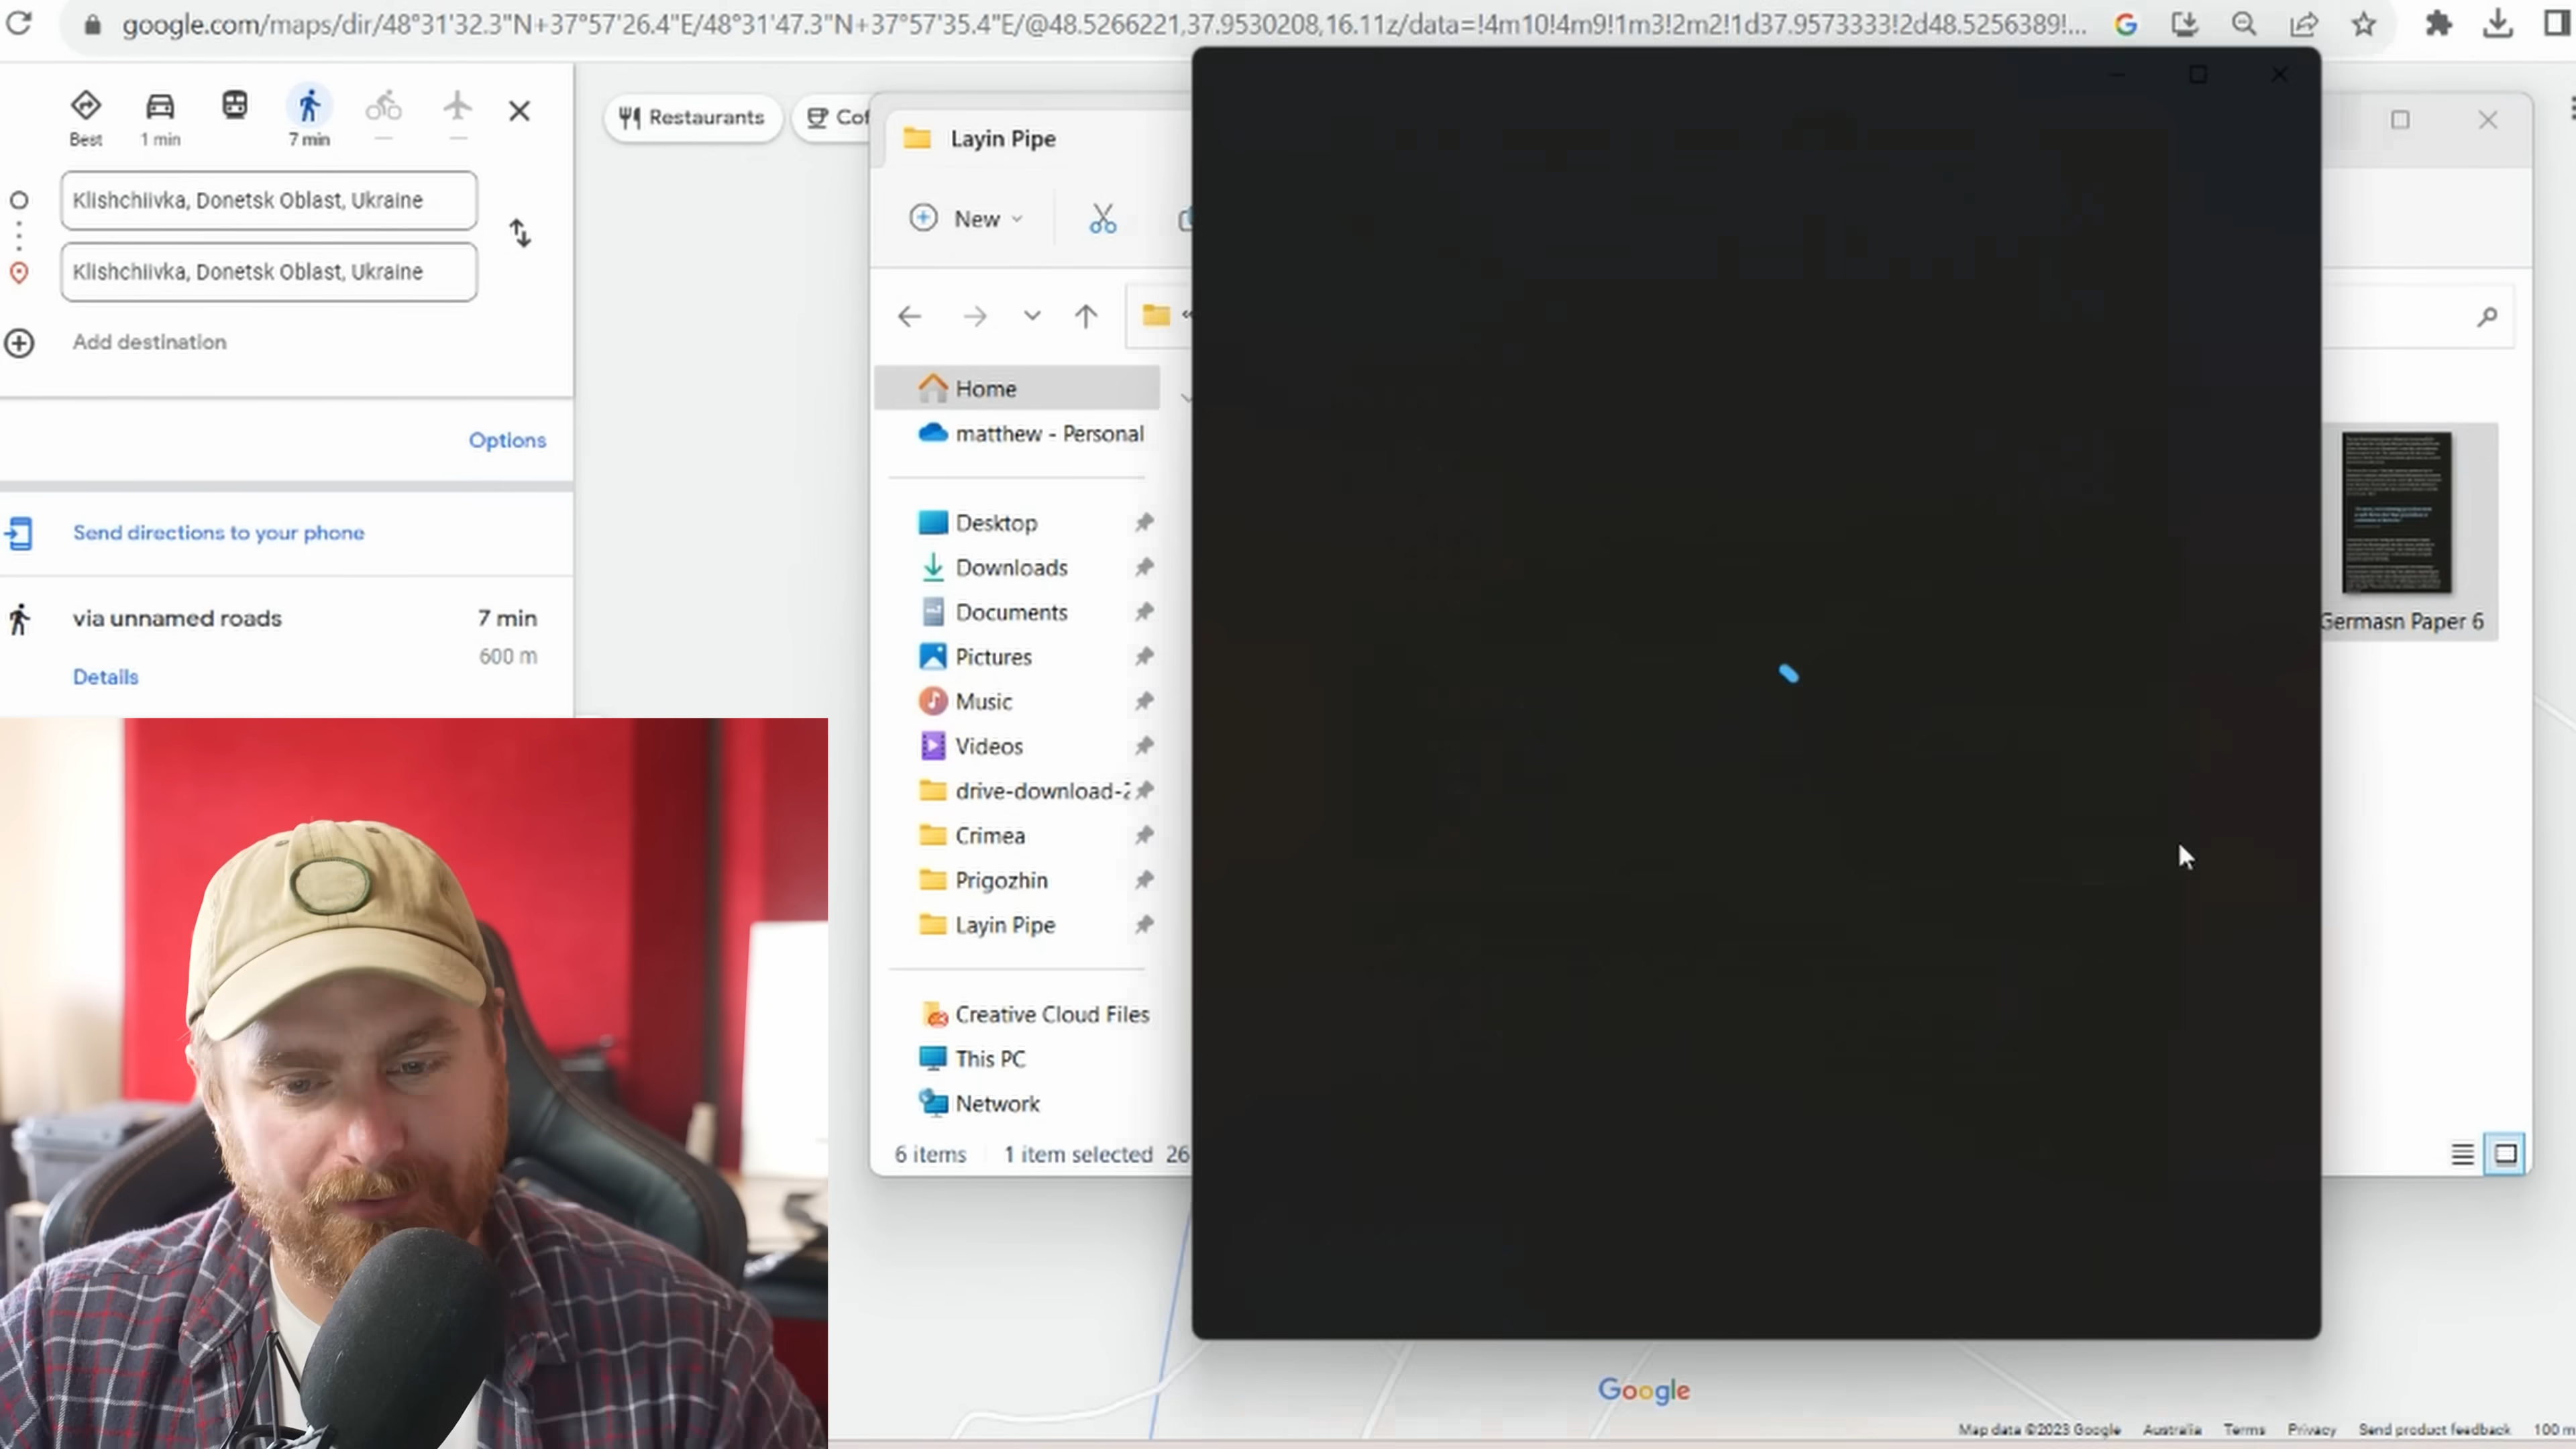 google.com/maps/dir/48°31'32.3"N+37°57'26.4"E/48°31'47.3"N+37°57'35.4"E/@48.5266221,37.9530208,16.11z/data=!4m10!4m9!1m3!2m2!1d37.9573333!2d48.5256389!...
Best
1 min
7 min
Restaurants
Cof
Klishchiivka, Donetsk Oblast, Ukraine
Klishchiivka, Donetsk Oblast, Ukraine
Add destination
Options
Send directions to your phone
via unnamed roads
7 min
600 m
Details
Layin Pipe
New
Home
matthew - Personal
Desktop
Downloads
Documents
Pictures
Music
Videos
drive-download-2
Crimea
Prigozhin
Layin Pipe
Creative Cloud Files
This PC
Network
6 items
1 item selected 26
Germasn Paper 6
Google
Map data ©2023 Google
Australia
Terms
Privacy
Send product feedback
100 m